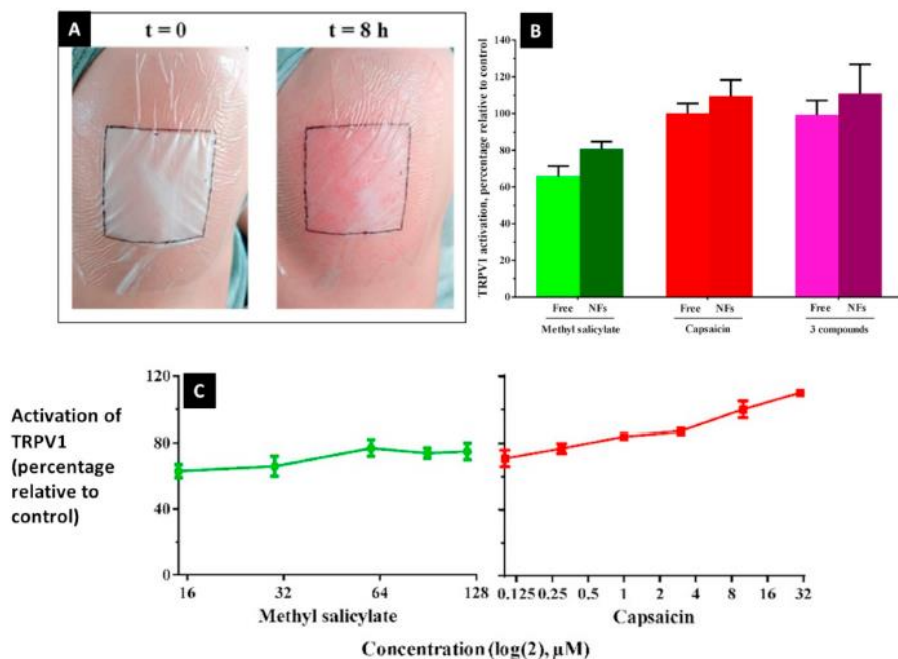 A
t = 0
t = 8 h
B
TRPV1 activation, percentage relative to control
140
120
100
80
60
40
20
0
Free NFs
Methyl salicylate
Free NFs
Capsaicin
Free NFs
3 compounds
C
Activation of
TRPV1
(percentage
relative to
control)
120
80
40
0
16 32 64 128
Methyl salicylate
0.125 0.25 0.5 1 2 4 8 16 32
Capsaicin
Concentration (log(2), µM)